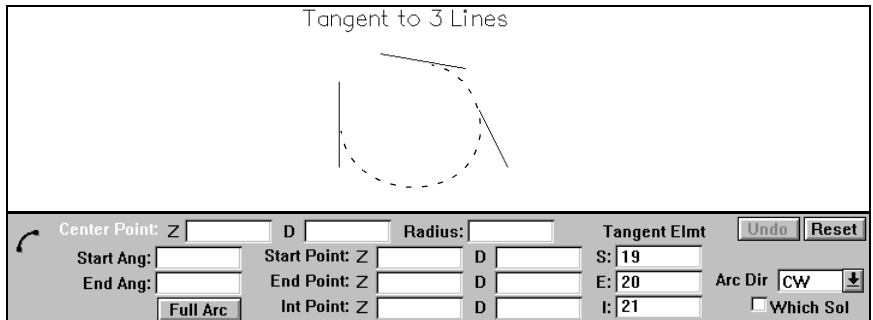 Tangent to 3 Lines
Center Point: Z D Radius: Tangent Elmt Undo Reset
Start Ang: Start Point: Z D S: 19
End Ang: End Point: Z D E: 20 Arc Dir CW
Full Arc Int Point: Z D I: 21 Which Sol